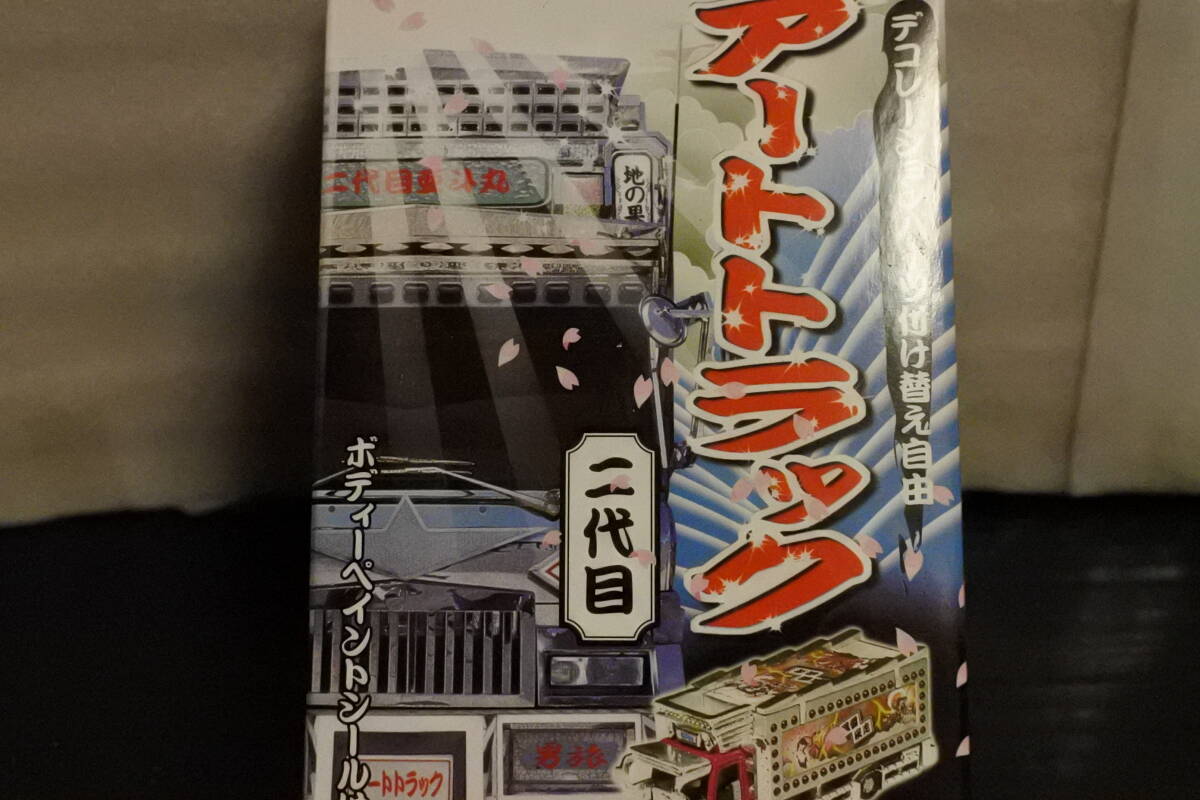 デコレーション
付け替え自由
アートトラック
二代目
地の果
ボディーペイントシール
ートトラック